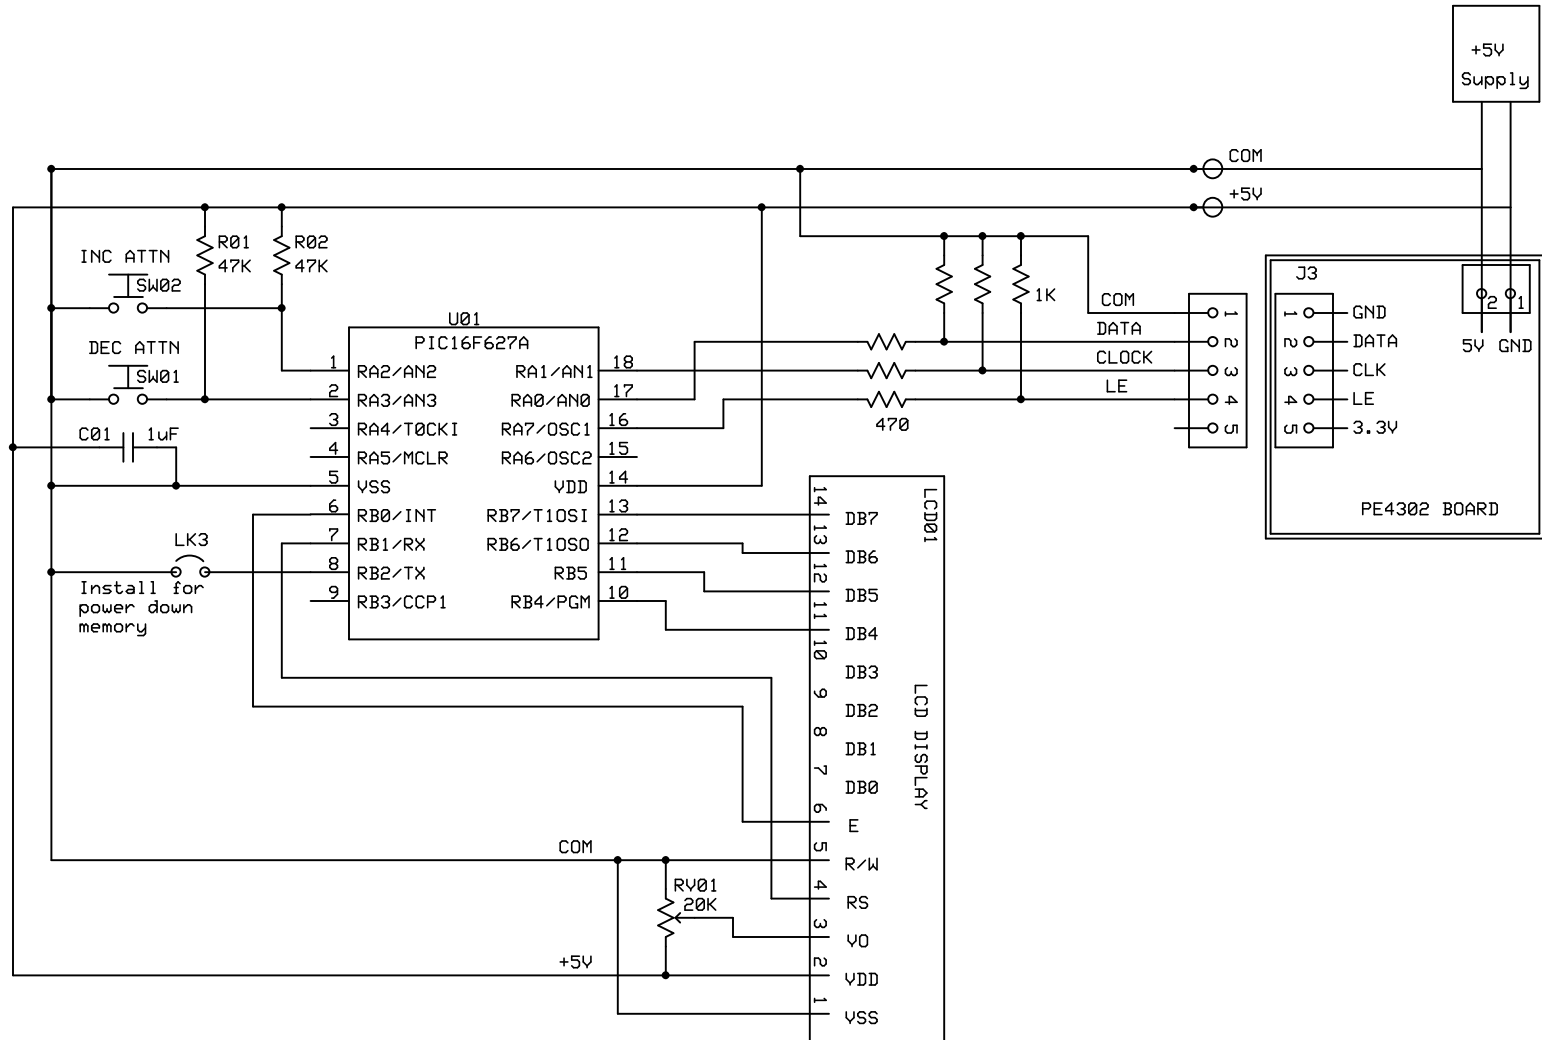 +5V
Supply
COM
+5V
INC ATTN
SW02
R01
47K
R02
47K
DEC ATTN
SW01
C01 1uF
LK3
Install for
power down
memory
U01
PIC16F627A
1 RA2/AN2
2 RA3/AN3
3 RA4/T0CKI
4 RA5/MCLR
5 VSS
6 RB0/INT
7 RB1/RX
8 RB2/TX
9 RB3/CCP1
RA1/AN1 18
RA0/AN0 17
RA7/OSC1 16
RA6/OSC2 15
VDD 14
RB7/T1OSI 13
RB6/T1OSO 12
RB5 11
RB4/PGM 10
1K
470
COM
DATA
CLOCK
LE
1
2
3
4
5
J3
1 GND
2 DATA
3 CLK
4 LE
5 3.3V
2 1
5V GND
PE4302 BOARD
LCD01
LCD DISPLAY
14 DB7
13 DB6
12 DB5
11 DB4
10 DB3
9 DB2
8 DB1
7 DB0
6 E
5 R/W
4 RS
3 VO
2 VDD
1 VSS
COM
RV01
20K
+5V